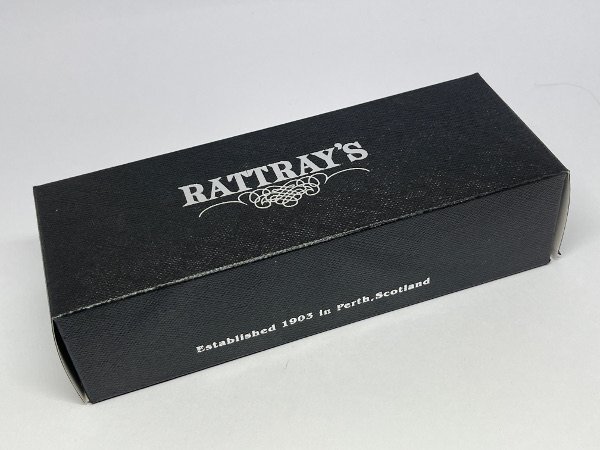 RATTRAY'S
Established 1903 in Perth, Scotland